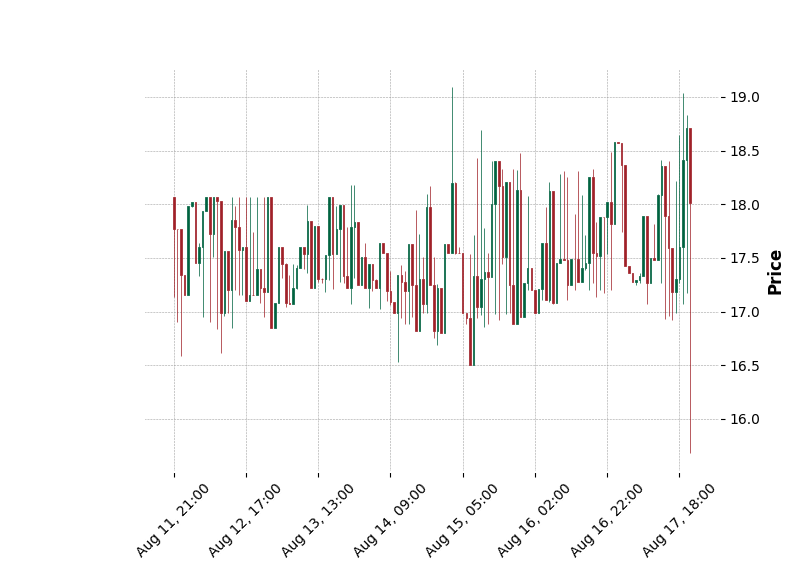 19.0
18.5
18.0
17.5
17.0
16.5
16.0
Price
Aug 11, 21:00
Aug 12, 17:00
Aug 13, 13:00
Aug 14, 09:00
Aug 15, 05:00
Aug 16, 02:00
Aug 16, 22:00
Aug 17, 18:00